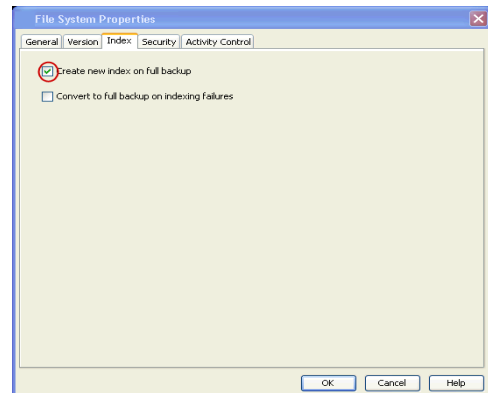 File System Properties
General Version Index Security Activity Control
Create new index on full backup
Convert to full backup on indexing failures
OK Cancel Help